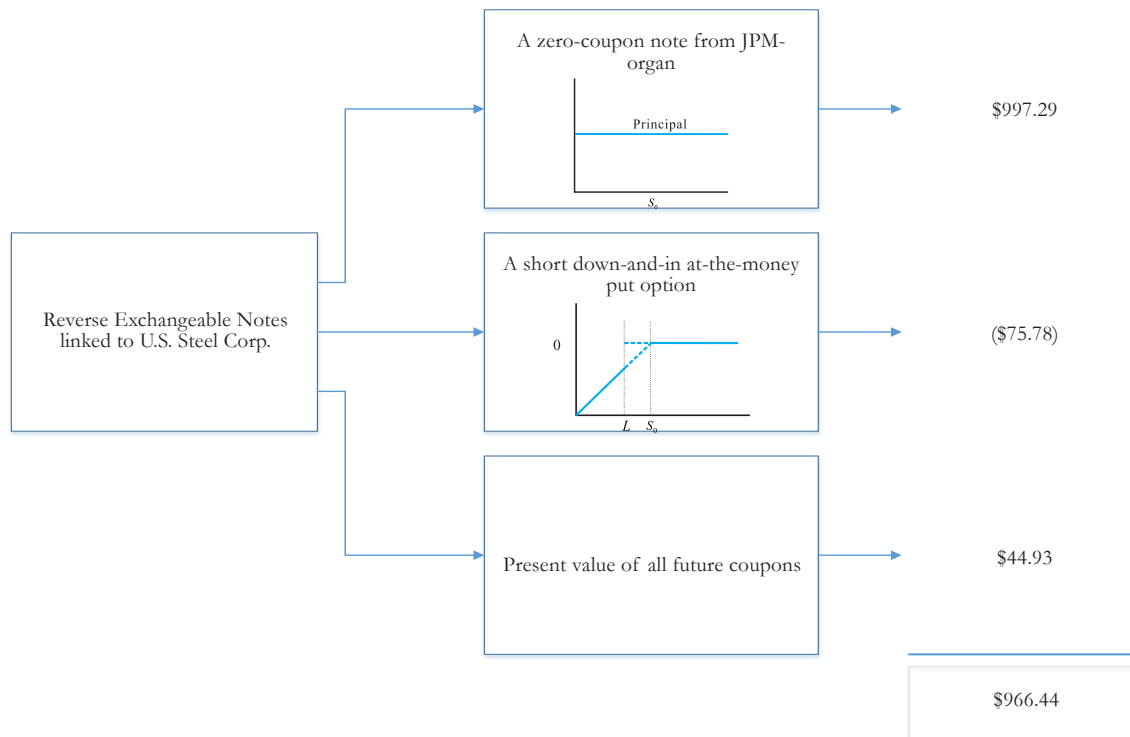 A zero-coupon note from JPM-
organ
Principal
S₀
$997.29
Reverse Exchangeable Notes
linked to U.S. Steel Corp.
A short down-and-in at-the-money
put option
0
L S₀
($75.78)
Present value of all future coupons
$44.93
$966.44